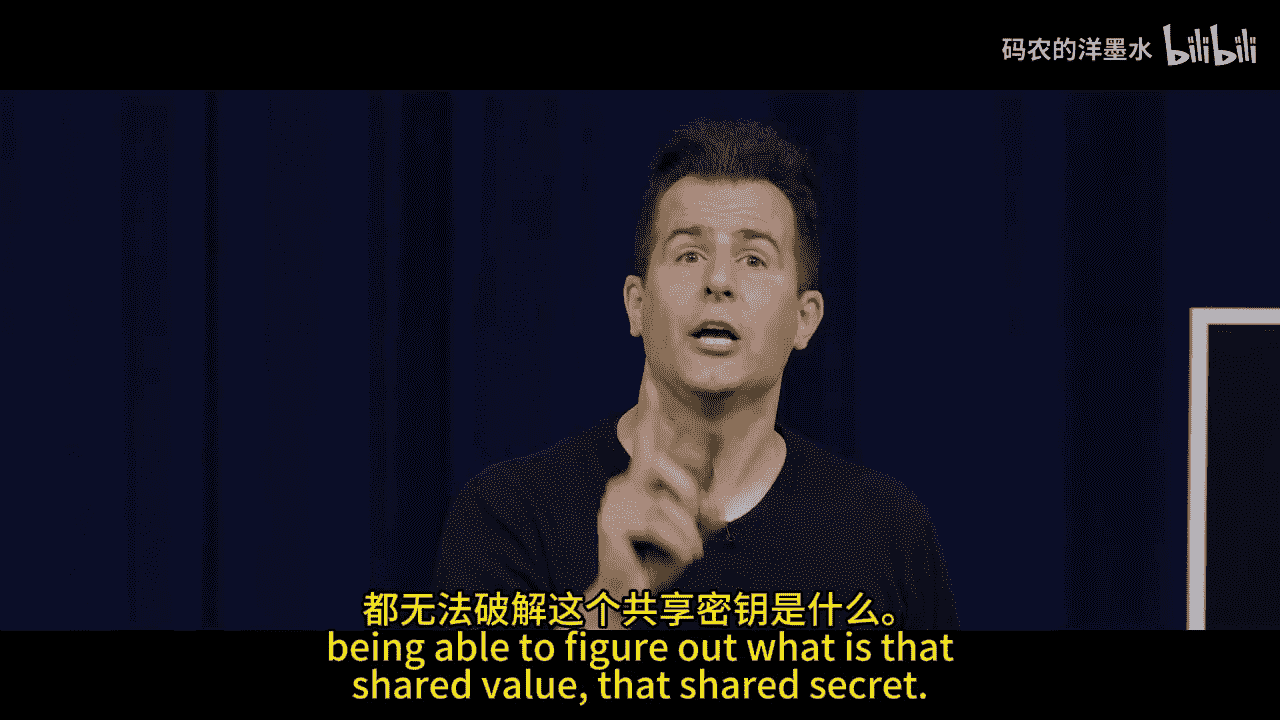 码农的洋墨水 bilibili
都无法破解这个共享密钥是什么。
being able to figure out what is that
shared value, that shared secret.